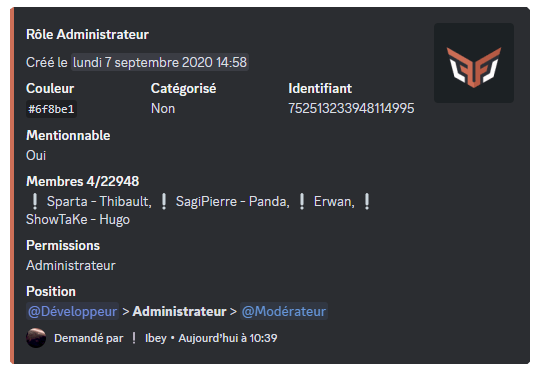 Rôle Administrateur
Créé le lundi 7 septembre 2020 14:58
Couleur Catégorisé Identifiant
#6f8be1 Non 752513233948114995
Mentionnable
Oui
Membres 4/22948
❕ Sparta - Thibault, ❕ SagiPierre - Panda, ❕ Erwan, ❕
ShowTaKe - Hugo
Permissions
Administrateur
Position
@Développeur > Administrateur > @Modérateur
Demandé par ❕ Ibey • Aujourd'hui à 10:39